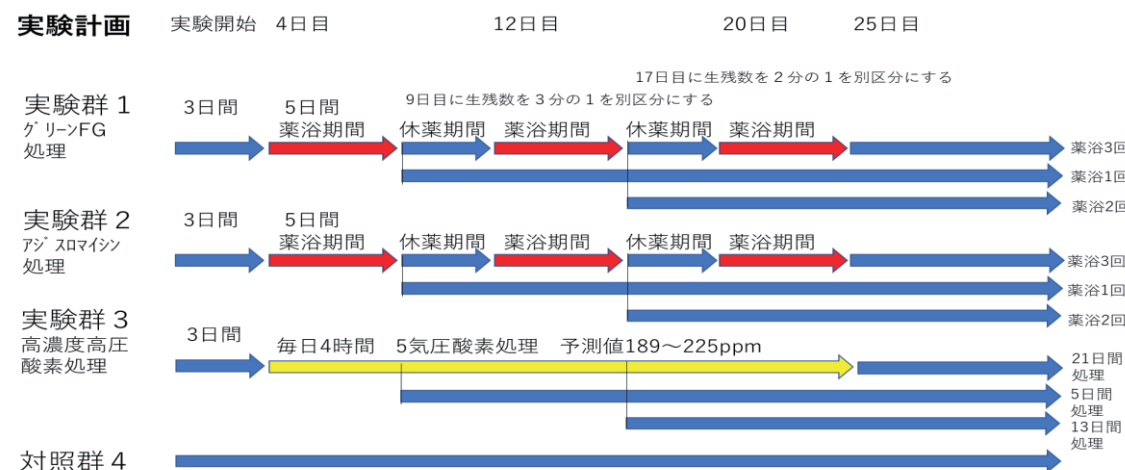 実験計画 実験開始 4日目 12日目 20日目 25日目
17日目に生残数を２分の１を別区分にする
9日目に生残数を３分の１を別区分にする
実験群１
グリーンFG
処理
3日間 5日間
薬浴期間 休薬期間 薬浴期間 休薬期間 薬浴期間
薬浴3回
薬浴1回
薬浴2回
実験群２
アジスロマイシン
処理
3日間 5日間
薬浴期間 休薬期間 薬浴期間 休薬期間 薬浴期間
薬浴3回
薬浴1回
薬浴2回
実験群３
高濃度高圧
酸素処理
3日間
毎日4時間 5気圧酸素処理 予測値189～225ppm
21日間
処理
5日間
処理
13日間
処理
対照群４